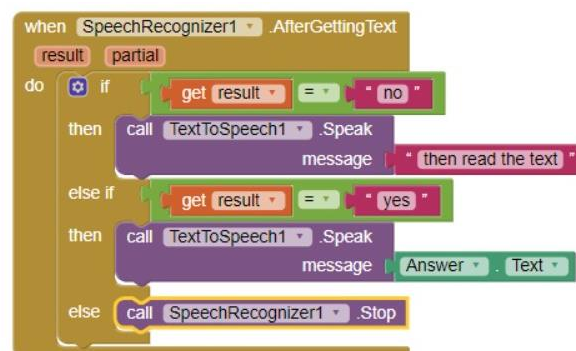 when SpeechRecognizer1 .AfterGettingText
result partial
do if get result = " no "
then call TextToSpeech1 .Speak
message " then read the text "
else if get result = " yes "
then call TextToSpeech1 .Speak
message Answer . Text
else call SpeechRecognizer1 .Stop